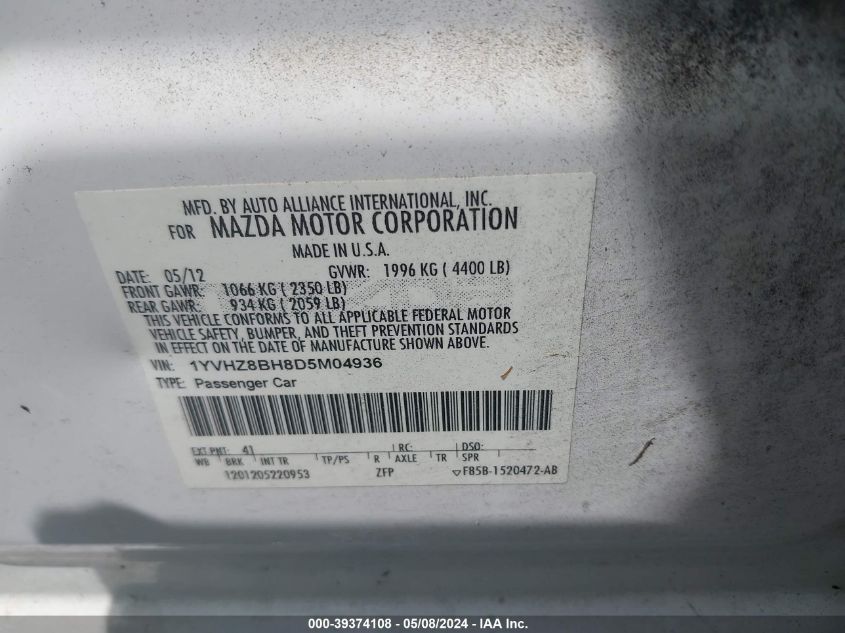 MFD. BY AUTO ALLIANCE INTERNATIONAL, INC.
FOR MAZDA MOTOR CORPORATION
MADE IN U.S.A.
DATE: 05/12 GVWR: 1996 KG ( 4400 LB)
FRONT GAWR: 1066 KG ( 2350 LB)
REAR GAWR: 934 KG ( 2059 LB)
THIS VEHICLE CONFORMS TO ALL APPLICABLE FEDERAL MOTOR
VEHICLE SAFETY, BUMPER, AND THEFT PREVENTION STANDARDS
IN EFFECT ON THE DATE OF MANUFACTURE SHOWN ABOVE.
VIN: 1YVHZ8BH8D5M04936
TYPE: Passenger Car
EXT PNT: 41 RC: DSO:
WB BRK INT TR TP/PS R AXLE TR SPR
1201205220953 ZFP F85B-1520472-AB
000-39374108 - 05/08/2024 - IAA Inc.